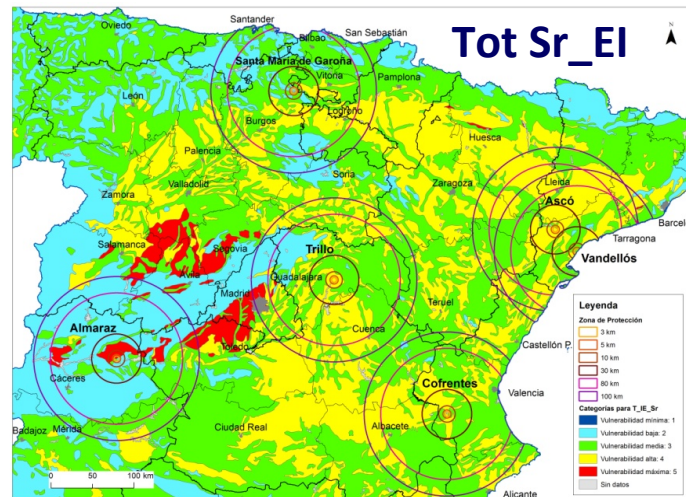 Tot Sr_EI
N
Oviedo
Santander
Bilbao
San Sebastián
Santa María de Garoña
Vitoria
Pamplona
León
Logroño
Burgos
Huesca
Palencia
Soria
Valladolid
Zaragoza
Lleida
Zamora
Ascó
Barcel
Salamanca
Segovia
Tarragona
Trillo
Vandellós
Ávila
Guadalajara
Madrid
Teruel
Almaraz
Cuenca
Toledo
Castellón P.
Cáceres
Cofrentes
Valencia
Badajoz
Mérida
Ciudad Real
Albacete
Alicante
0 50 100 km
Leyenda
Zona de Protección
3 km
5 km
10 km
30 km
80 km
100 km
Categorías para T_IE_Sr
Vulnerabilidad mínima: 1
Vulnerabilidad baja: 2
Vulnerabilidad media: 3
Vulnerabilidad alta: 4
Vulnerabilidad máxima: 5
Sin datos